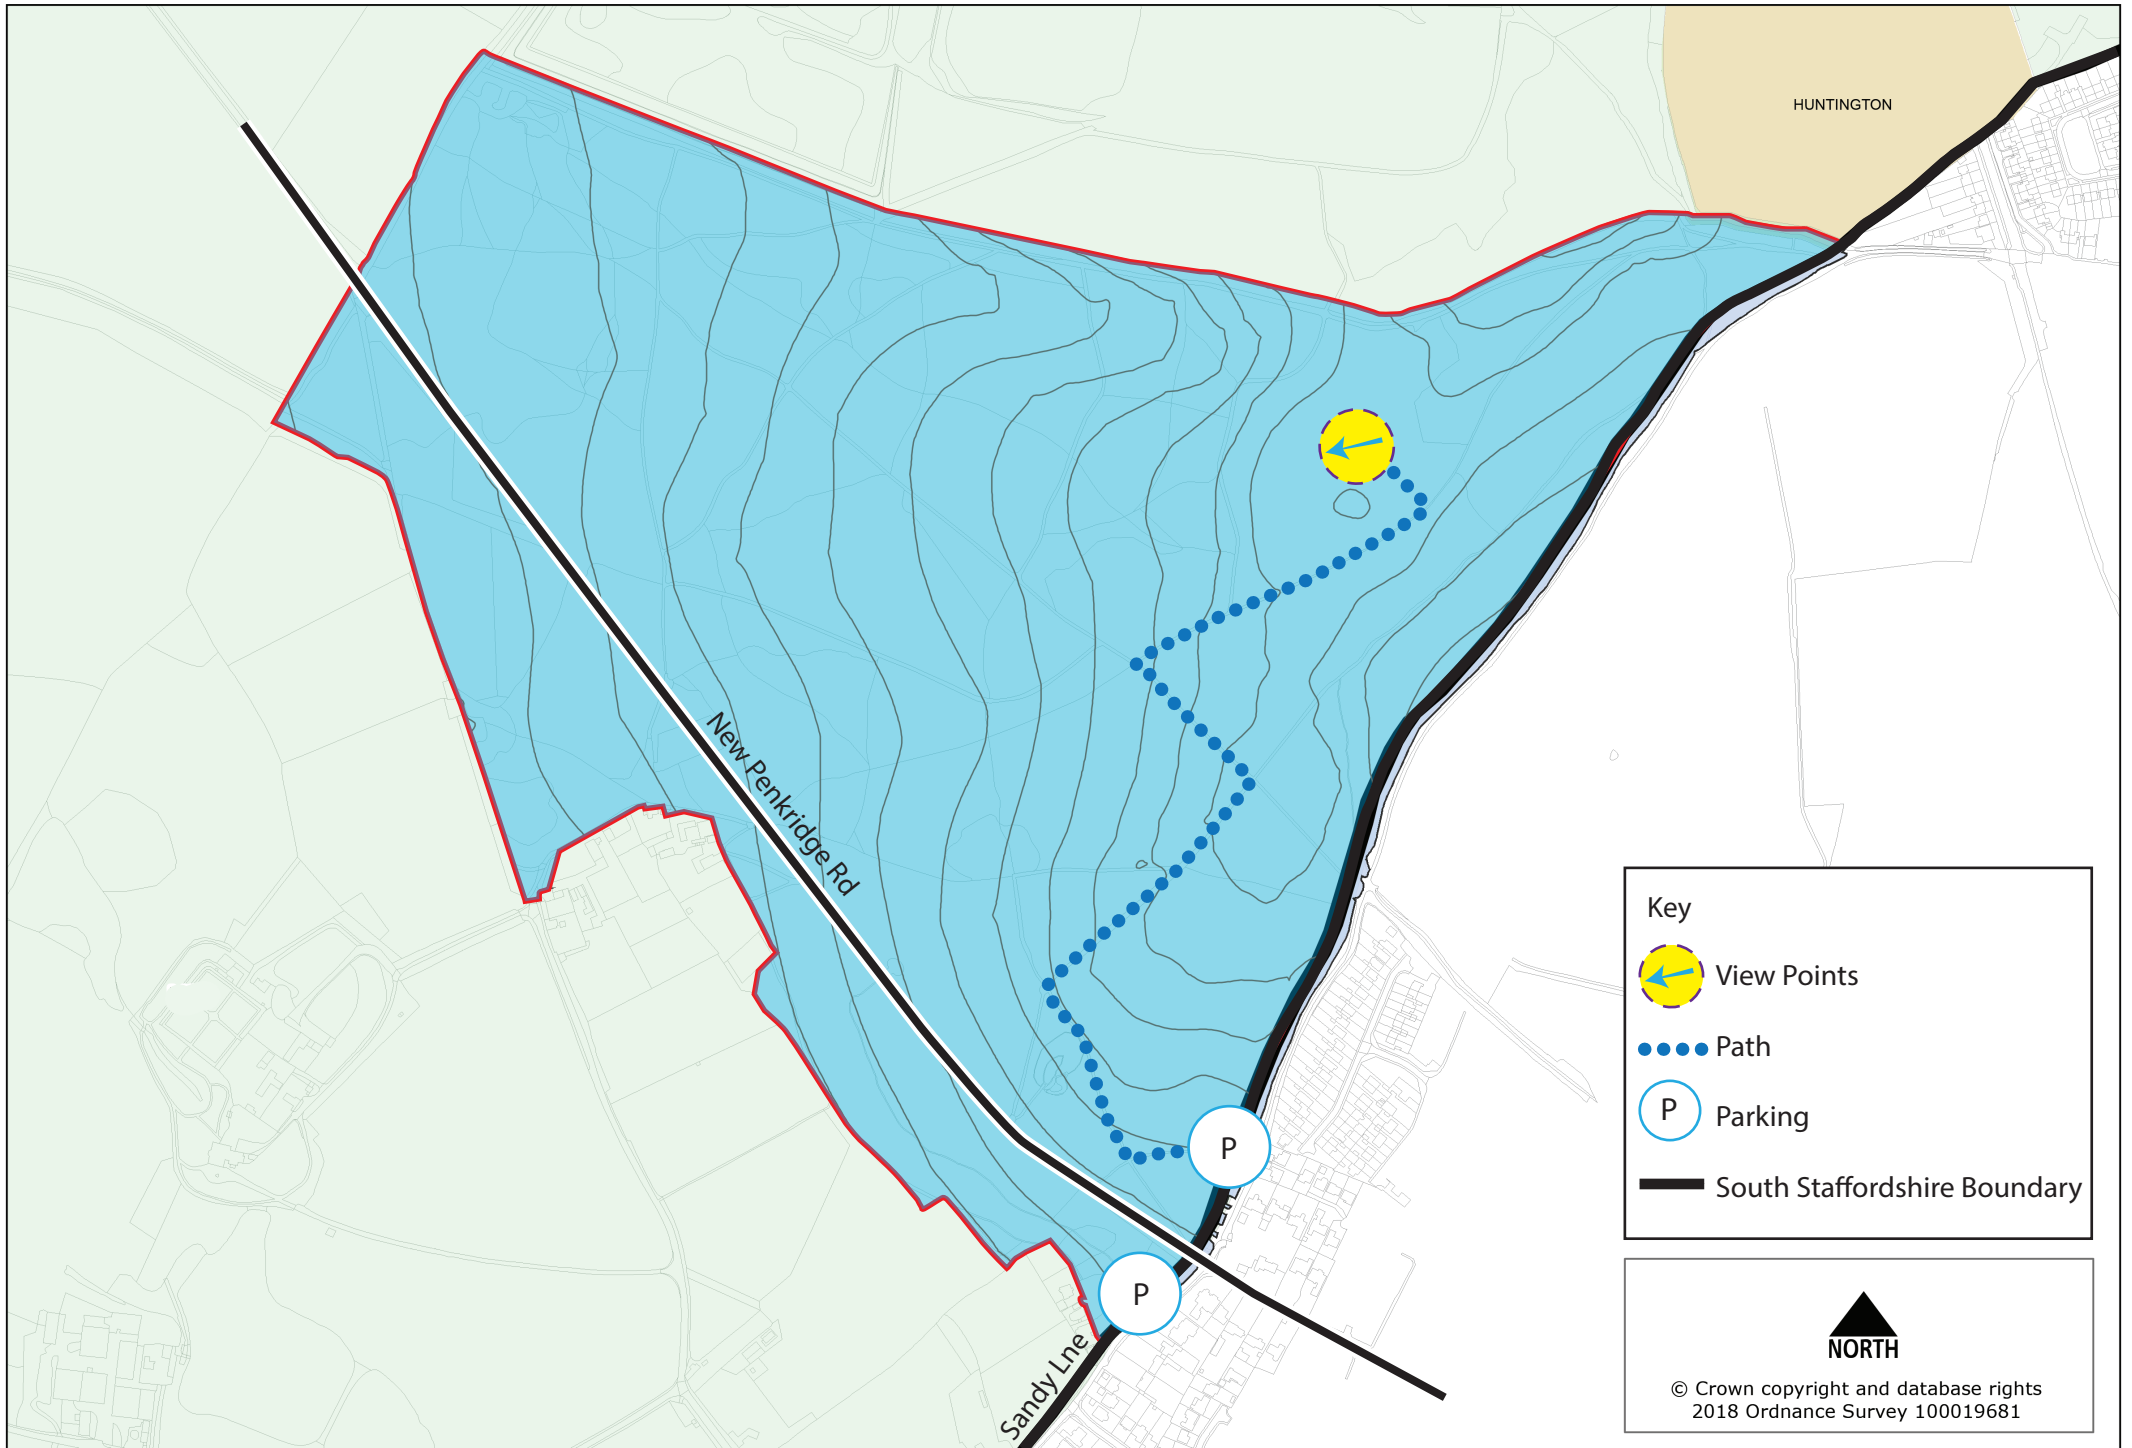 HUNTINGTON
New Penkridge Rd
P
P
Sandy Lne
Key
View Points
Path
P
Parking
South Staffordshire Boundary
NORTH
© Crown copyright and database rights
2018 Ordnance Survey 100019681